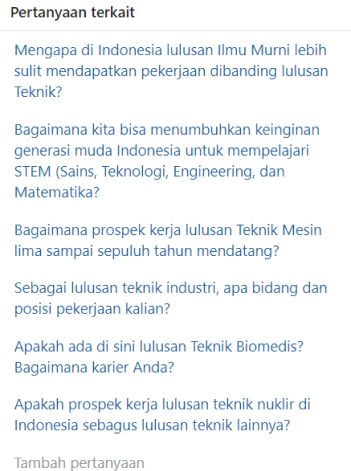 Pertanyaan terkait
Mengapa di Indonesia lulusan Ilmu Murni lebih
sulit mendapatkan pekerjaan dibanding lulusan
Teknik?
Bagaimana kita bisa menumbuhkan keinginan
generasi muda Indonesia untuk mempelajari
STEM (Sains, Teknologi, Engineering, dan
Matematika?
Bagaimana prospek kerja lulusan Teknik Mesin
lima sampai sepuluh tahun mendatang?
Sebagai lulusan teknik industri, apa bidang dan
posisi pekerjaan kalian?
Apakah ada di sini lulusan Teknik Biomedis?
Bagaimana karier Anda?
Apakah prospek kerja lulusan teknik nuklir di
Indonesia sebagus lulusan teknik lainnya?
Tambah pertanyaan